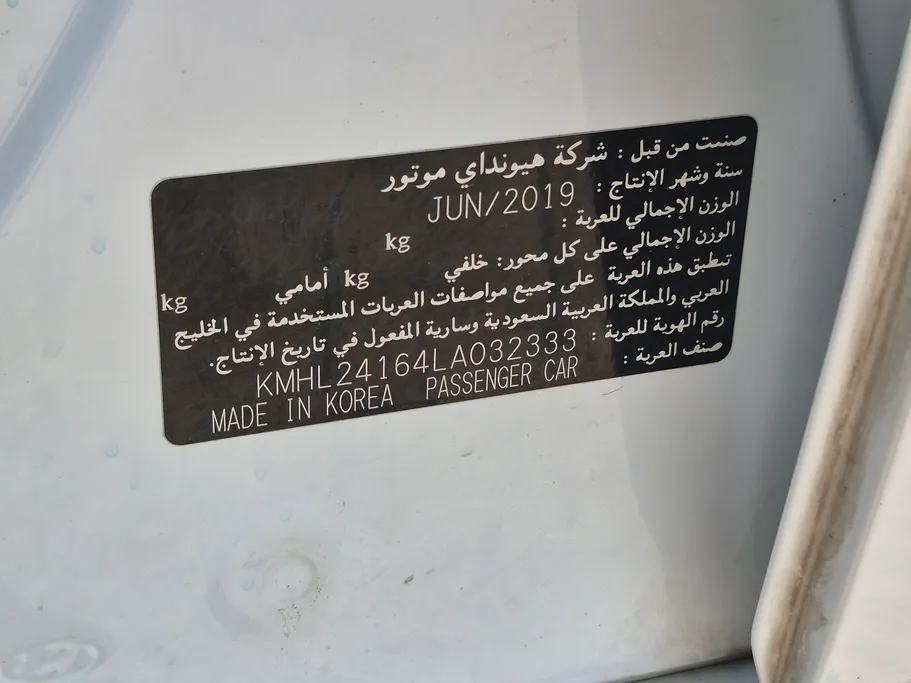 صنعت من قبل : شركة هيونداي موتور
سنة وشهر الإنتاج : JUN/2019
الوزن الإجمالي للعربة : kg
الوزن الإجمالي على كل محور: خلفي kg أمامي kg
تنطبق هذه العربة على جميع مواصفات العربات المستخدمة في الخليج
العربي والمملكة العربية السعودية وسارية المفعول في تاريخ الإنتاج.
رقم الهوية للعربة : KMHL24164LA032333
صنف العربة : PASSENGER CAR MADE IN KOREA